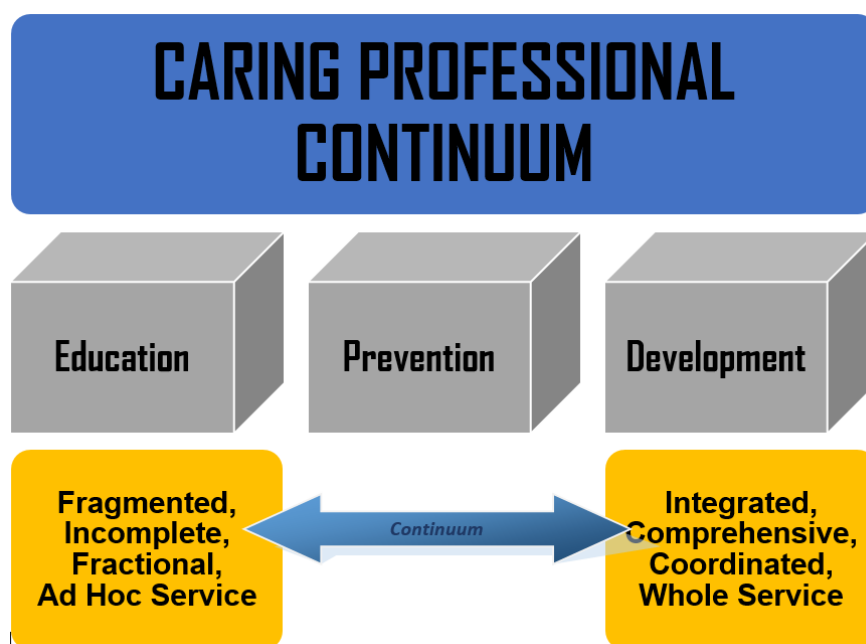 CARING PROFESSIONAL
CONTINUUM
Education
Prevention
Development
Fragmented,
Incomplete,
Fractional,
Ad Hoc Service
Continuum
Integrated,
Comprehensive,
Coordinated,
Whole Service